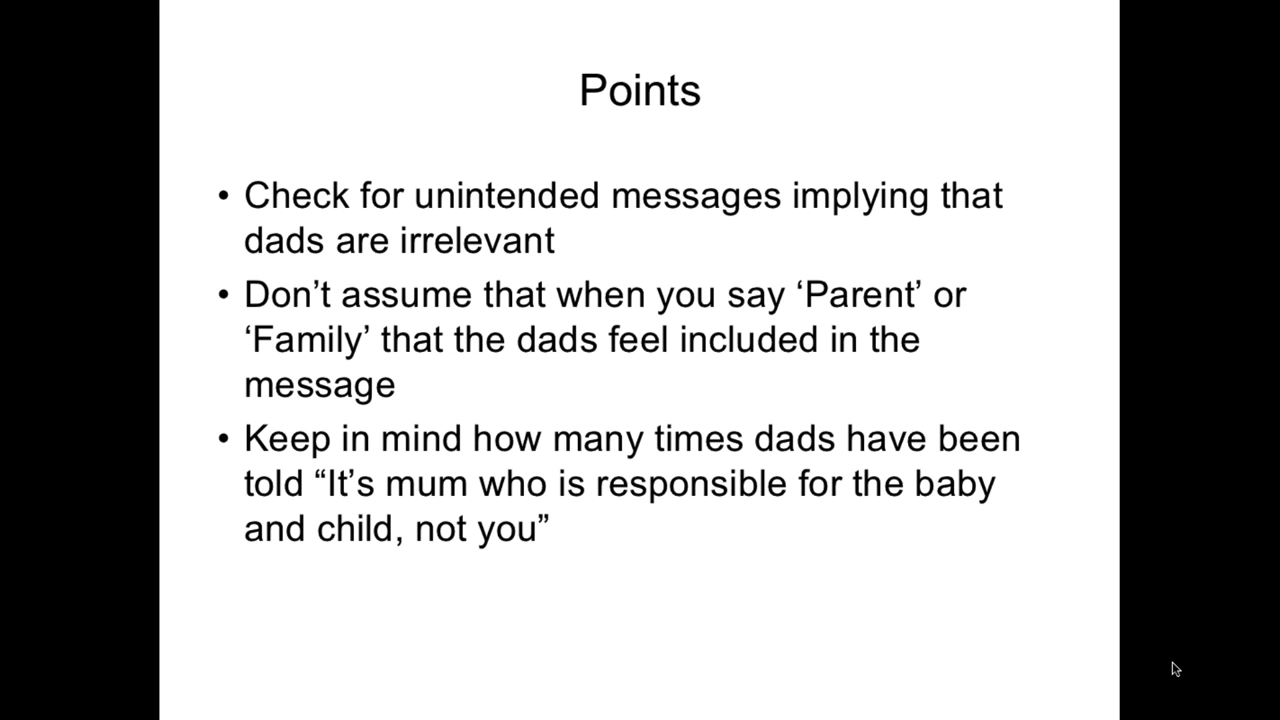 Points
• Check for unintended messages implying that
dads are irrelevant
• Don’t assume that when you say ‘Parent’ or
‘Family’ that the dads feel included in the
message
• Keep in mind how many times dads have been
told “It’s mum who is responsible for the baby
and child, not you”